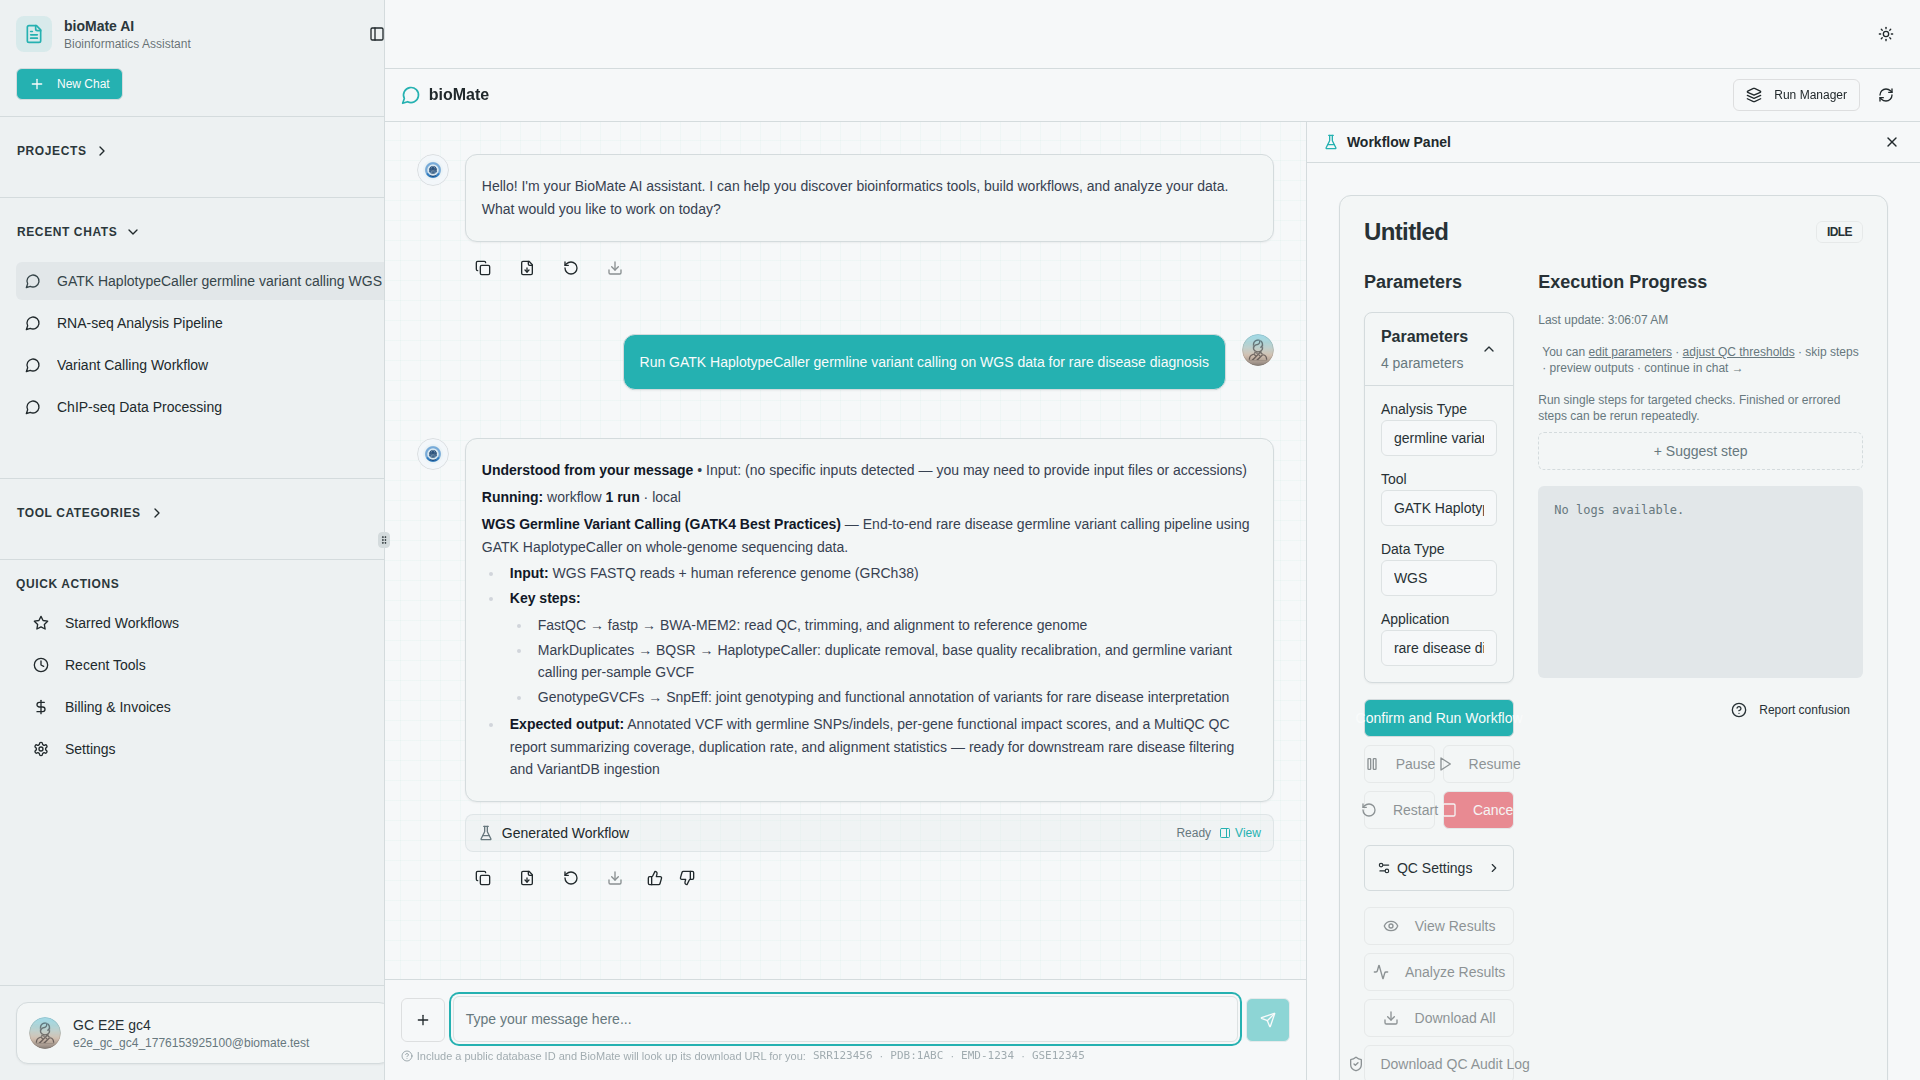 bioMate AI
Bioinformatics Assistant
New Chat
PROJECTS
RECENT CHATS
GATK HaplotypeCaller germline variant calling WGS
RNA-seq Analysis Pipeline
Variant Calling Workflow
ChIP-seq Data Processing
TOOL CATEGORIES
QUICK ACTIONS
Starred Workflows
Recent Tools
Billing & Invoices
Settings
GC E2E gc4
e2e_gc_gc4_1776153925100@biomate.test
bioMate
Run Manager
Hello! I'm your BioMate AI assistant. I can help you discover bioinformatics tools, build workflows, and analyze your data.
What would you like to work on today?
Run GATK HaplotypeCaller germline variant calling on WGS data for rare disease diagnosis
Understood from your message • Input: (no specific inputs detected — you may need to provide input files or accessions)
Running: workflow 1 run · local
WGS Germline Variant Calling (GATK4 Best Practices) — End-to-end rare disease germline variant calling pipeline using
GATK HaplotypeCaller on whole-genome sequencing data.
Input: WGS FASTQ reads + human reference genome (GRCh38)
Key steps:
FastQC → fastp → BWA-MEM2: read QC, trimming, and alignment to reference genome
MarkDuplicates → BQSR → HaplotypeCaller: duplicate removal, base quality recalibration, and germline variant
calling per-sample GVCF
GenotypeGVCFs → SnpEff: joint genotyping and functional annotation of variants for rare disease interpretation
Expected output: Annotated VCF with germline SNPs/indels, per-gene functional impact scores, and a MultiQC QC
report summarizing coverage, duplication rate, and alignment statistics — ready for downstream rare disease filtering
and VariantDB ingestion
Generated Workflow
Ready
View
Type your message here...
Include a public database ID and BioMate will look up its download URL for you: SRR123456 · PDB:1ABC · EMD-1234 · GSE12345
Workflow Panel
Untitled
IDLE
Parameters
Parameters
4 parameters
Analysis Type
germline varian
Tool
GATK Haploty
Data Type
WGS
Application
rare disease di
onfirm and Run Workflo
Pause
Resume
Restart
Cance
QC Settings
View Results
Analyze Results
Download All
Download QC Audit Log
Execution Progress
Last update: 3:06:07 AM
You can edit parameters · adjust QC thresholds · skip steps
· preview outputs · continue in chat →
Run single steps for targeted checks. Finished or errored
steps can be rerun repeatedly.
+ Suggest step
No logs available.
Report confusion